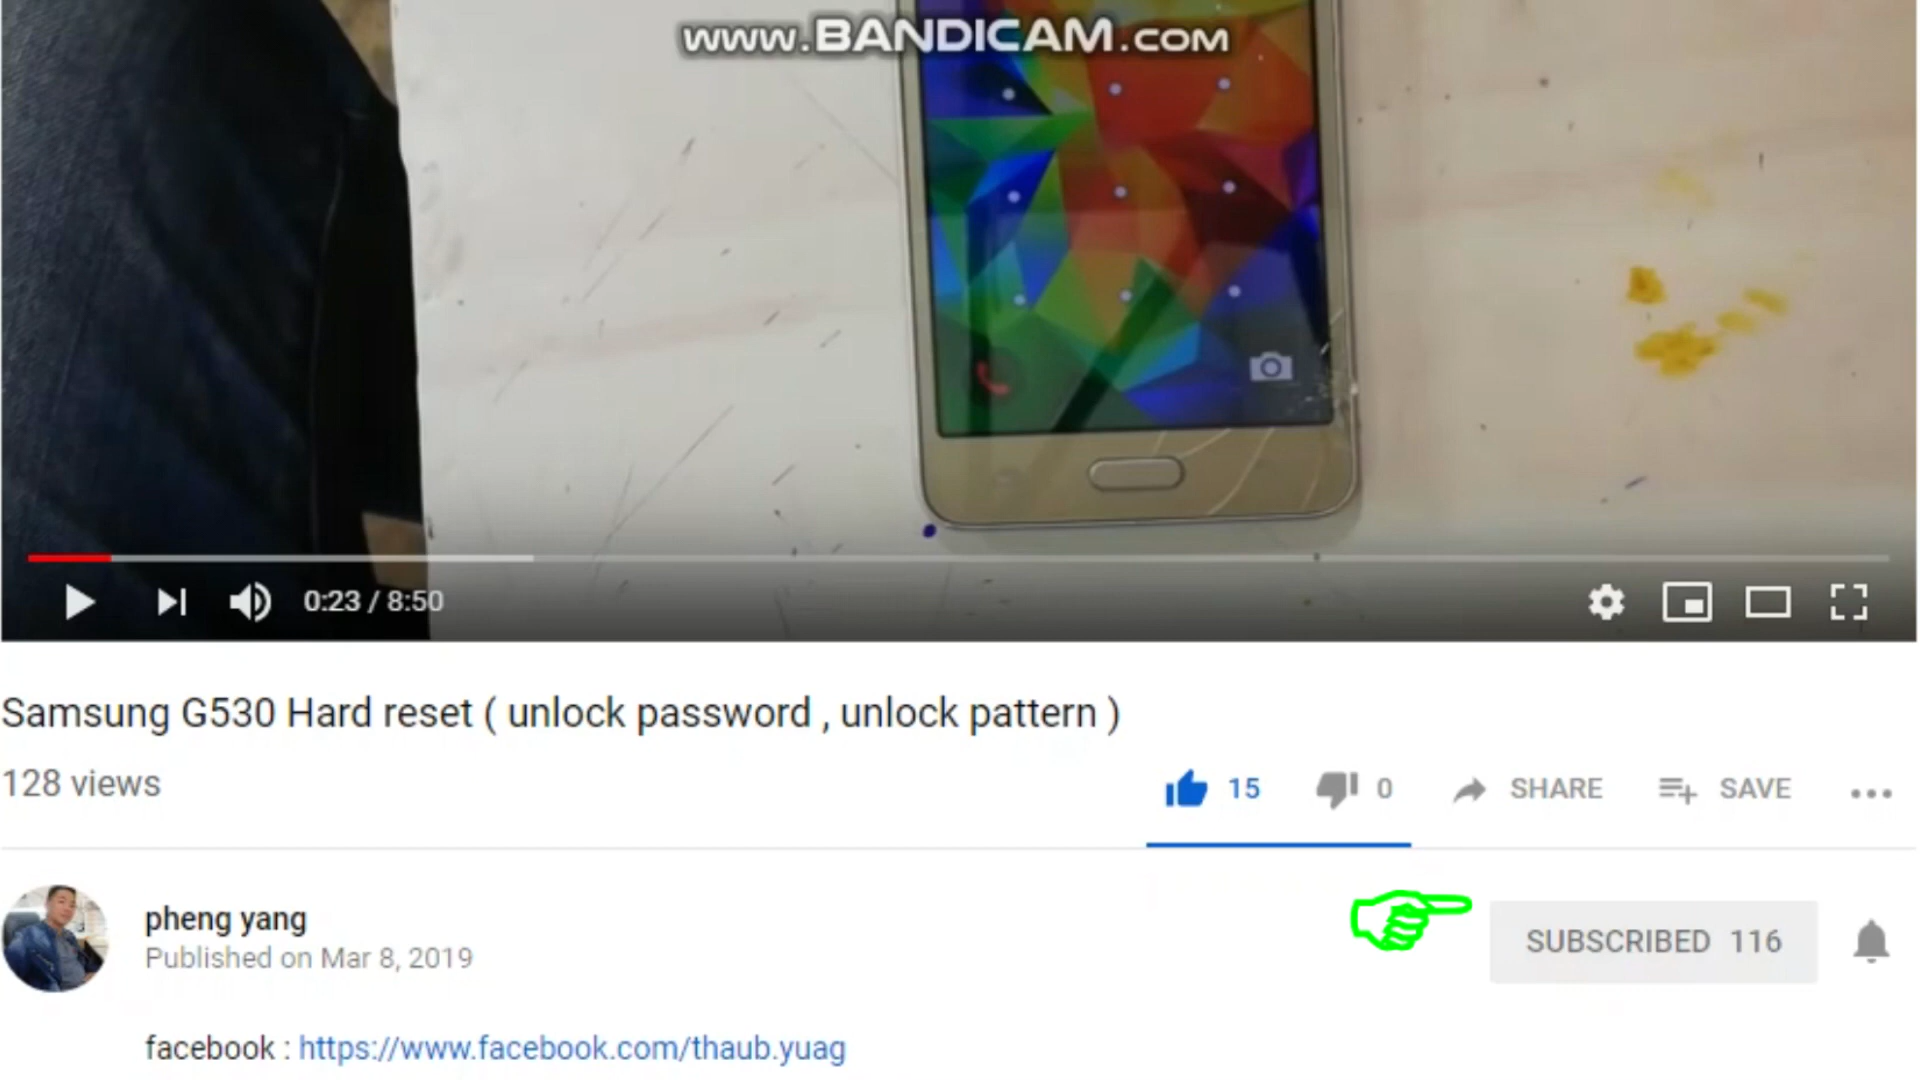 www.BANDICAM.com
0:23 / 8:50
Samsung G530 Hard reset ( unlock password , unlock pattern )
128 views
15
0
SHARE
SAVE
pheng yang
Published on Mar 8, 2019
SUBSCRIBED 116
facebook : https://www.facebook.com/thaub.yuag